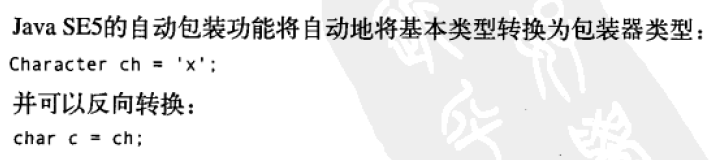 Java SE5的自动包装功能将自动地将基本类型转换为包装器类型：
Character ch = 'x';
并可以反向转换：
char c = ch;